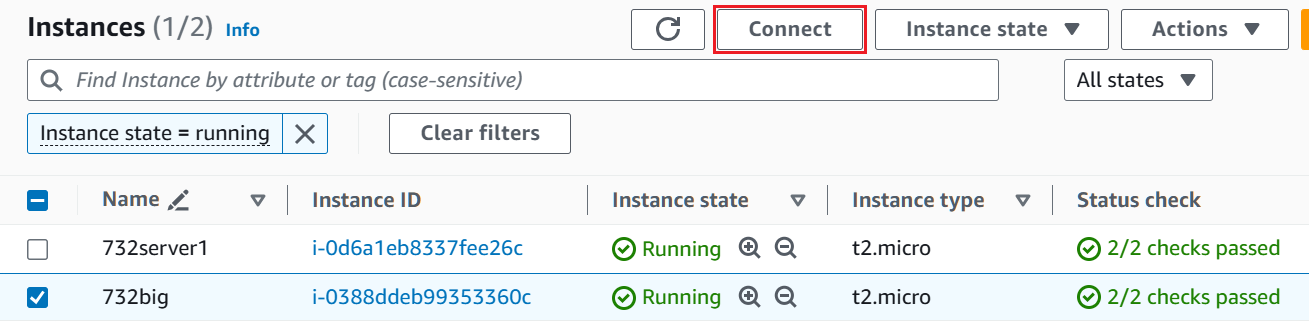 Instances (1/2) Info Connect Instance state Actions
Find Instance by attribute or tag (case-sensitive) All states
Instance state = running Clear filters
Name Instance ID Instance state Instance type Status check
732server1 i-0d6a1eb8337fee26c Running t2.micro 2/2 checks passed
732big i-0388ddeb99353360c Running t2.micro 2/2 checks passed